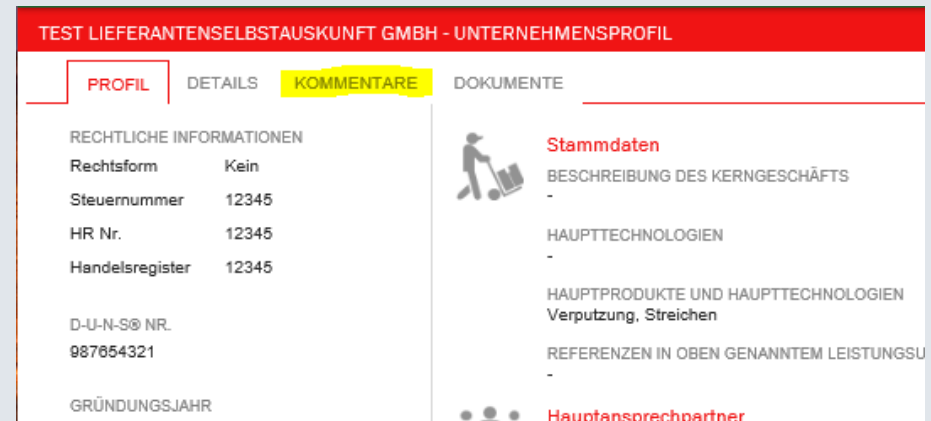 TEST LIEFERANTENSELBSTAUSKUNFT GMBH - UNTERNEHMENSPROFIL
PROFIL DETAILS KOMMENTARE DOKUMENTE
RECHTLICHE INFORMATIONEN
Rechtsform Kein
Steuernummer 12345
HR Nr. 12345
Handelsregister 12345
D-U-N-S® NR.
987654321
GRÜNDUNGSJAHR
Stammdaten
BESCHREIBUNG DES KERNGESCHÄFTS
-
HAUPTTECHNOLOGIEN
-
HAUPTPRODUKTE UND HAUPTTECHNOLOGIEN
Verputzung, Streichen
REFERENZEN IN OBEN GENANNTEM LEISTUNGSU
-
Hauptansprechpartner